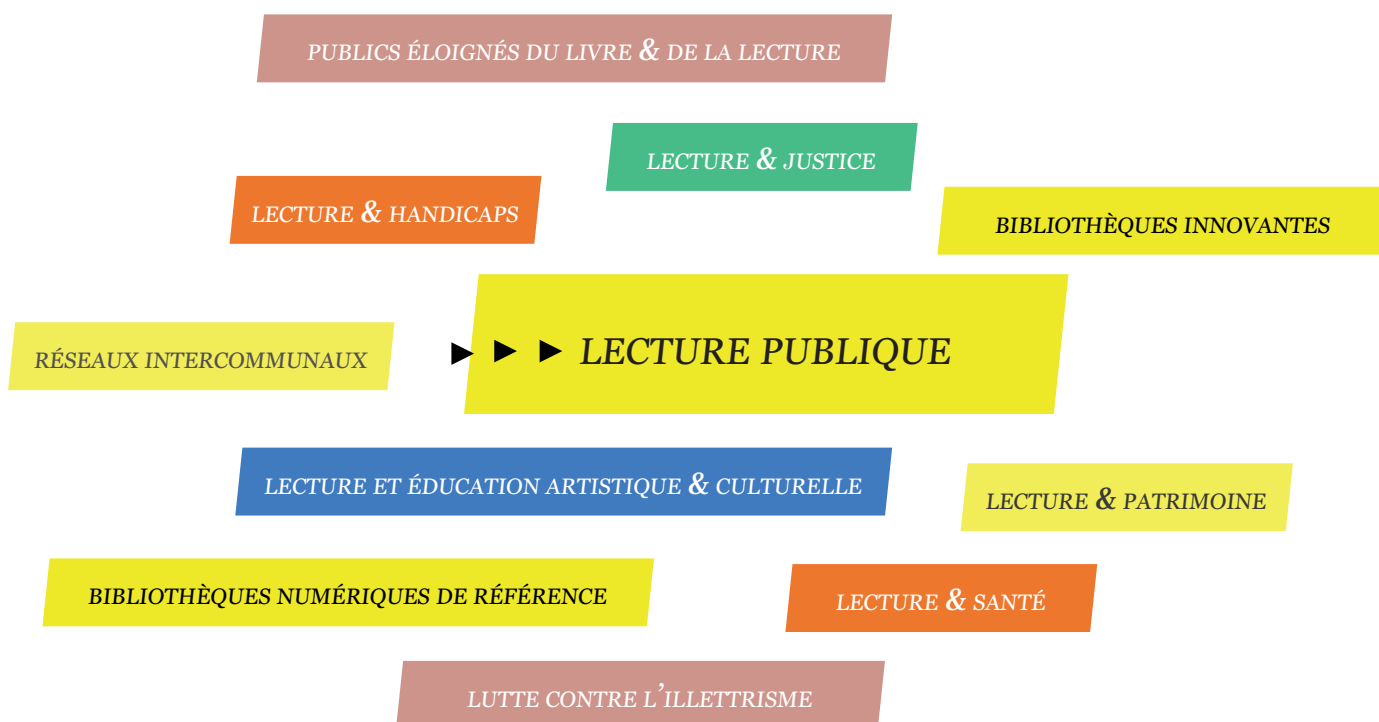 PUBLICS ÉLOIGNÉS DU LIVRE & DE LA LECTURE
LECTURE & JUSTICE
LECTURE & HANDICAPS
BIBLIOTHÈQUES INNOVANTES
RÉSEAUX INTERCOMMUNAUX
►►► LECTURE PUBLIQUE
LECTURE ET ÉDUCATION ARTISTIQUE & CULTURELLE
LECTURE & PATRIMOINE
BIBLIOTHÈQUES NUMÉRIQUES DE RÉFÉRENCE
LECTURE & SANTÉ
LUTTE CONTRE L'ILLETTRISME